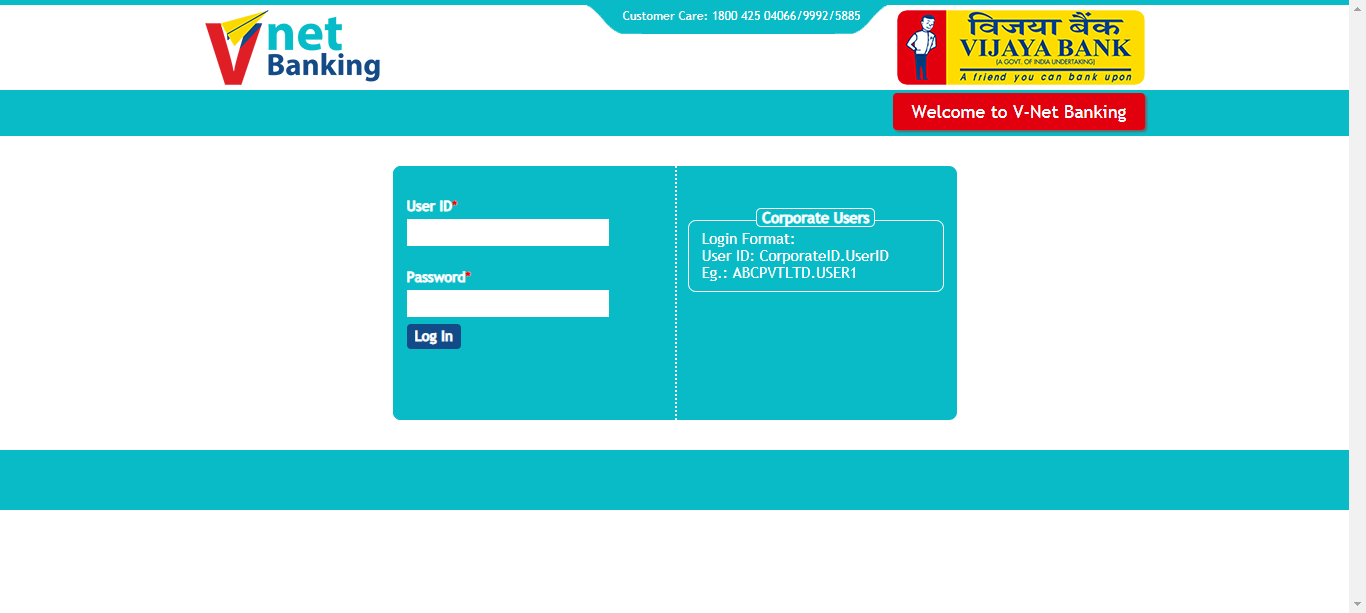 Vnet
Banking
Customer Care: 1800 425 04066/9992/5885
विजया बैंक
VIJAYA BANK
(A GOVT. OF INDIA UNDERTAKING)
A friend you can bank upon
Welcome to V-Net Banking
User ID*
Password*
Log In
Corporate Users
Login Format:
User ID: CorporateID.UserID
Eg.: ABCPVTLTD.USER1